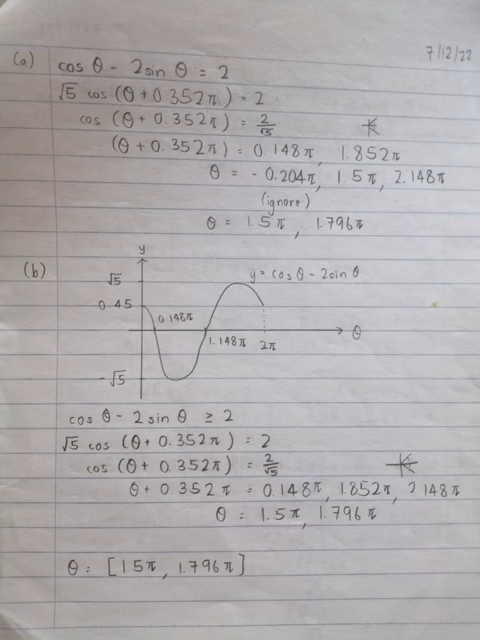 7/12/22
(a) cos θ - 2sin θ = 2
√5 cos (θ + 0.352π) = 2
cos (θ + 0.352π) = 2/√5
(θ + 0.352π) = 0.148π, 1.852π
θ = -0.204π, 1.5π, 2.148π
(ignore)
θ = 1.5π, 1.796π
(b) y
√5 y = cos θ - 2sin θ
0.45
0.148π
1.148π 2π θ
-√5
cos θ - 2 sin θ ≥ 2
√5 cos (θ + 0.352π) = 2
cos (θ + 0.352π) = 2/√5
θ + 0.352π = 0.148π, 1.852π, 2.148π
θ = 1.5π, 1.796π
θ : [1.5π, 1.796π]